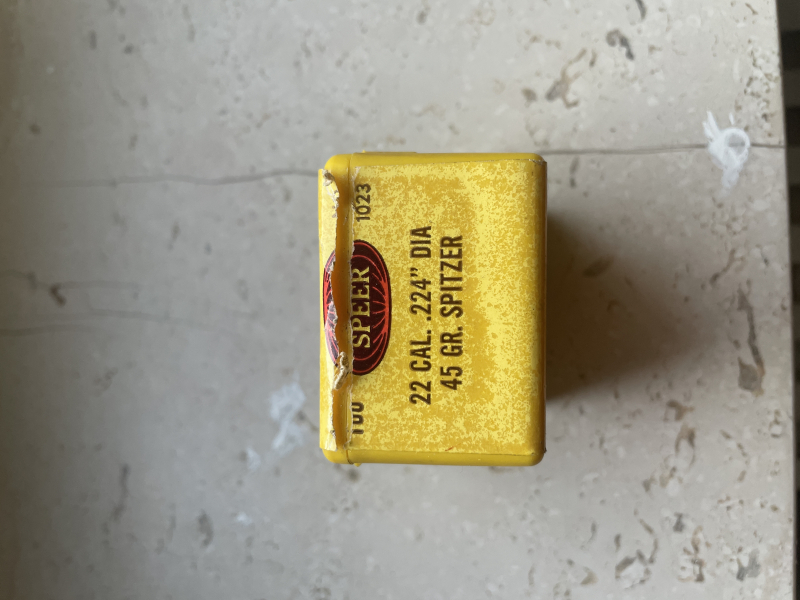 100 SPEER 1023
22 CAL. .224" DIA
45 GR. SPITZER